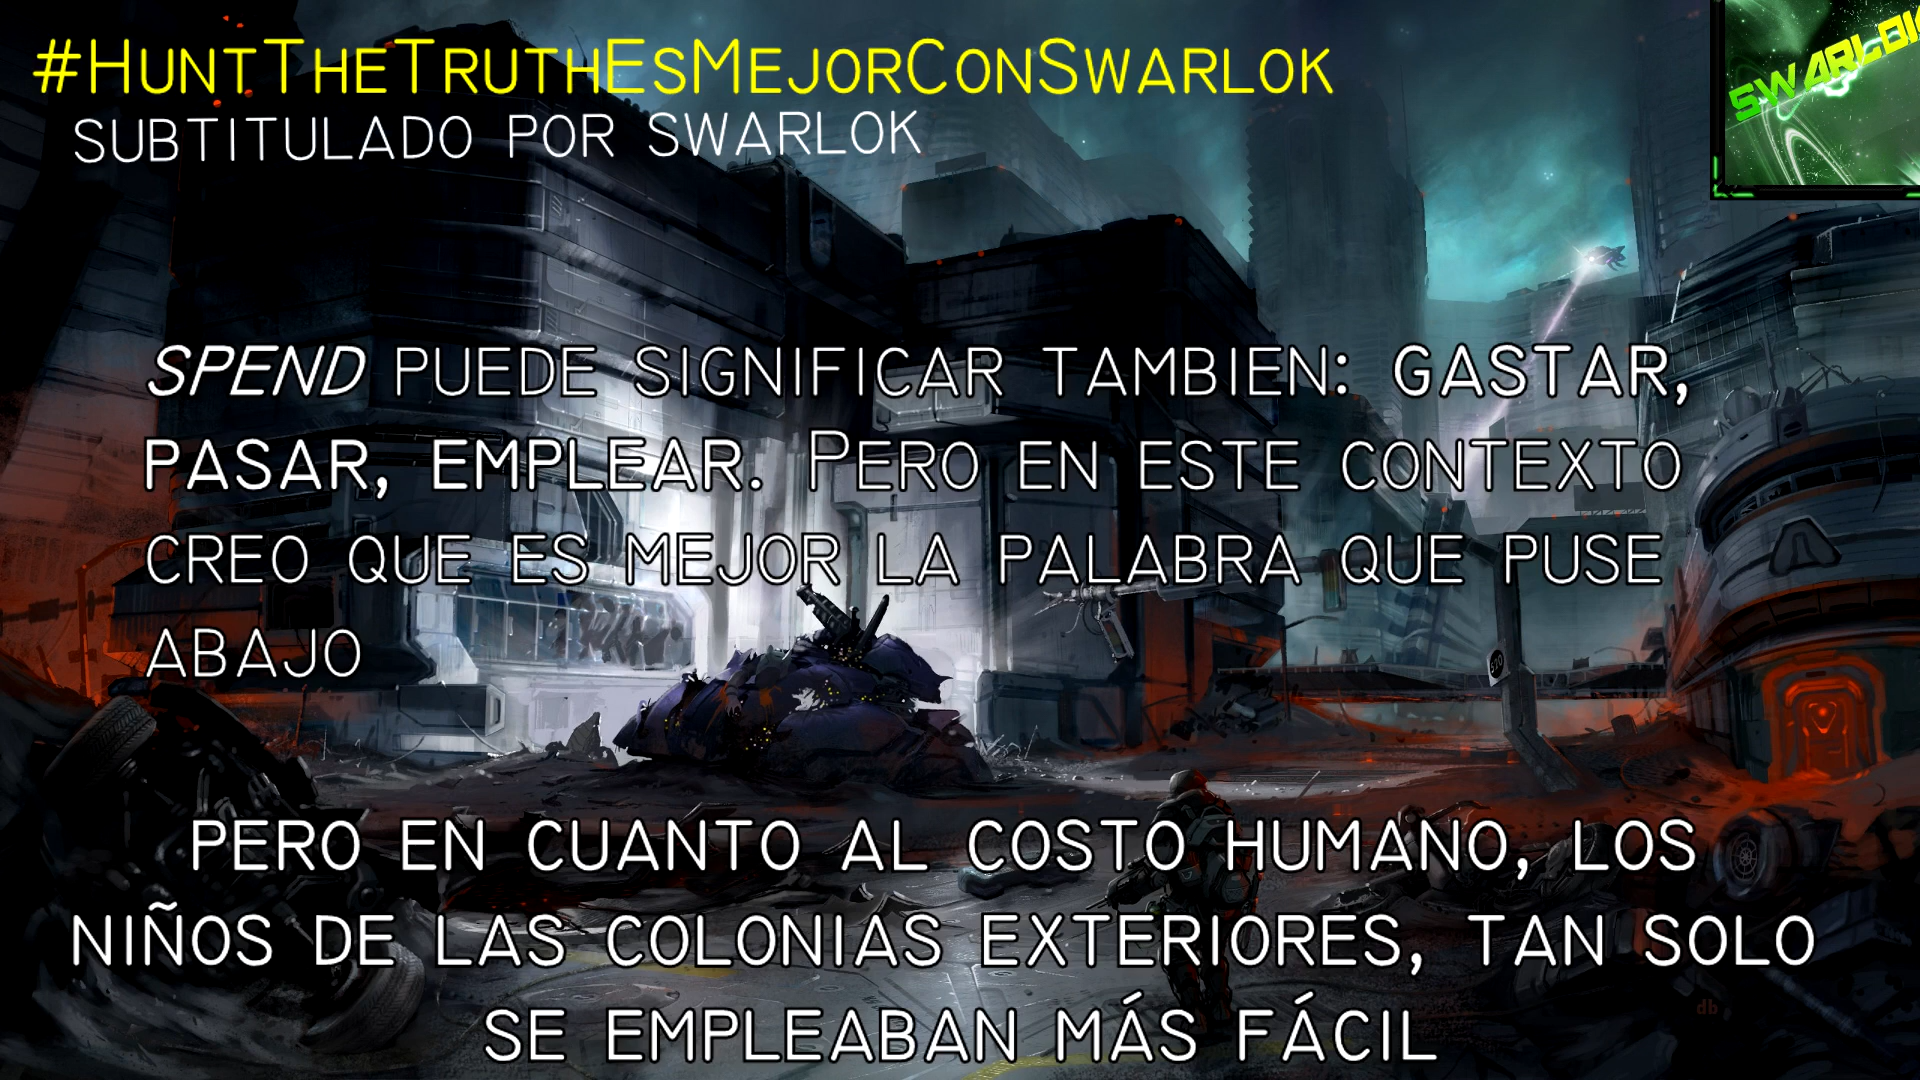 #HuntTheTruthEsMejorConSwarlok
SUBTITULADO POR SWARLOK
SWARLOK
SPEND PUEDE SIGNIFICAR TAMBIEN: GASTAR,
PASAR, EMPLEAR. PERO EN ESTE CONTEXTO
CREO QUE ES MEJOR LA PALABRA QUE PUSE
ABAJO
PERO EN CUANTO AL COSTO HUMANO, LOS
NIÑOS DE LAS COLONIAS EXTERIORES, TAN SOLO
SE EMPLEABAN MÁS FÁCIL
db